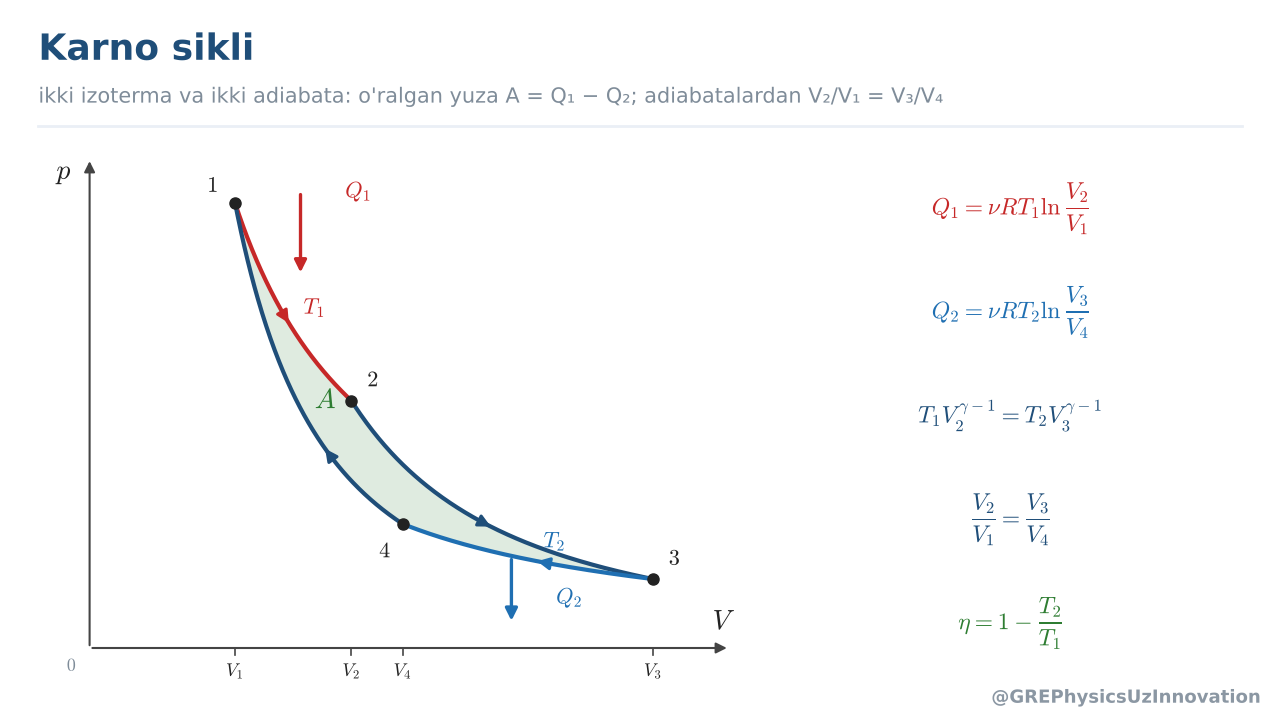 Karno sikli
ikki izoterma va ikki adiabata: o'ralgan yuza A = Q₁ − Q₂; adiabatalardan V₂/V₁ = V₃/V₄
p
1
Q₁
T₁
2
A
4
T₂
3
Q₂
V
0
V₁ V₂ V₄ V₃
Q₁ = νRT₁ ln V₂/V₁
Q₂ = νRT₂ ln V₃/V₄
T₁V₂^{γ−1} = T₂V₃^{γ−1}
V₂/V₁ = V₃/V₄
η = 1 − T₂/T₁
@GREPhysicsUzInnovation